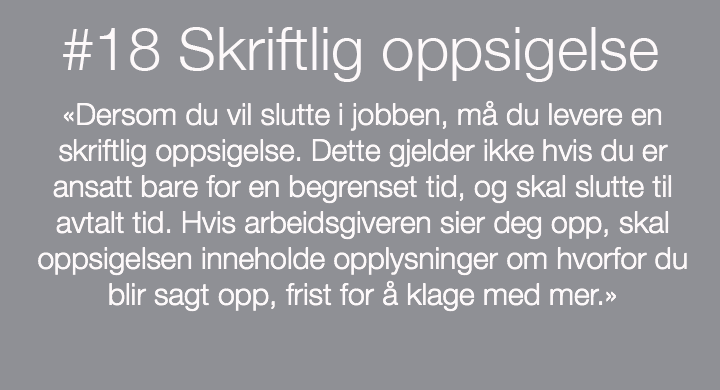 #18 Skriftlig oppsigelse
«Dersom du vil slutte i jobben, må du levere en
skriftlig oppsigelse. Dette gjelder ikke hvis du er
ansatt bare for en begrenset tid, og skal slutte til
avtalt tid. Hvis arbeidsgiveren sier deg opp, skal
oppsigelsen inneholde opplysninger om hvorfor du
blir sagt opp, frist for å klage med mer.»